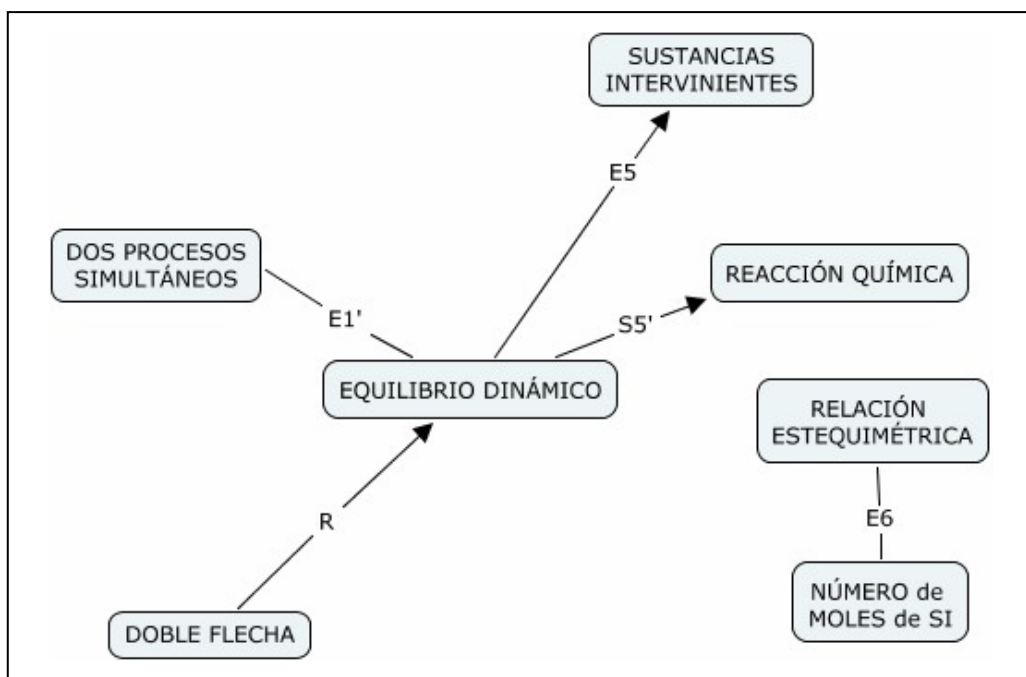 SUSTANCIAS
INTERVINIENTES
E5
DOS PROCESOS
SIMULTÁNEOS
REACCIÓN QUÍMICA
E1'
S5'
EQUILIBRIO DINÁMICO
RELACIÓN
ESTEQUIMÉTRICA
R
E6
NÚMERO de
MOLES de SI
DOBLE FLECHA